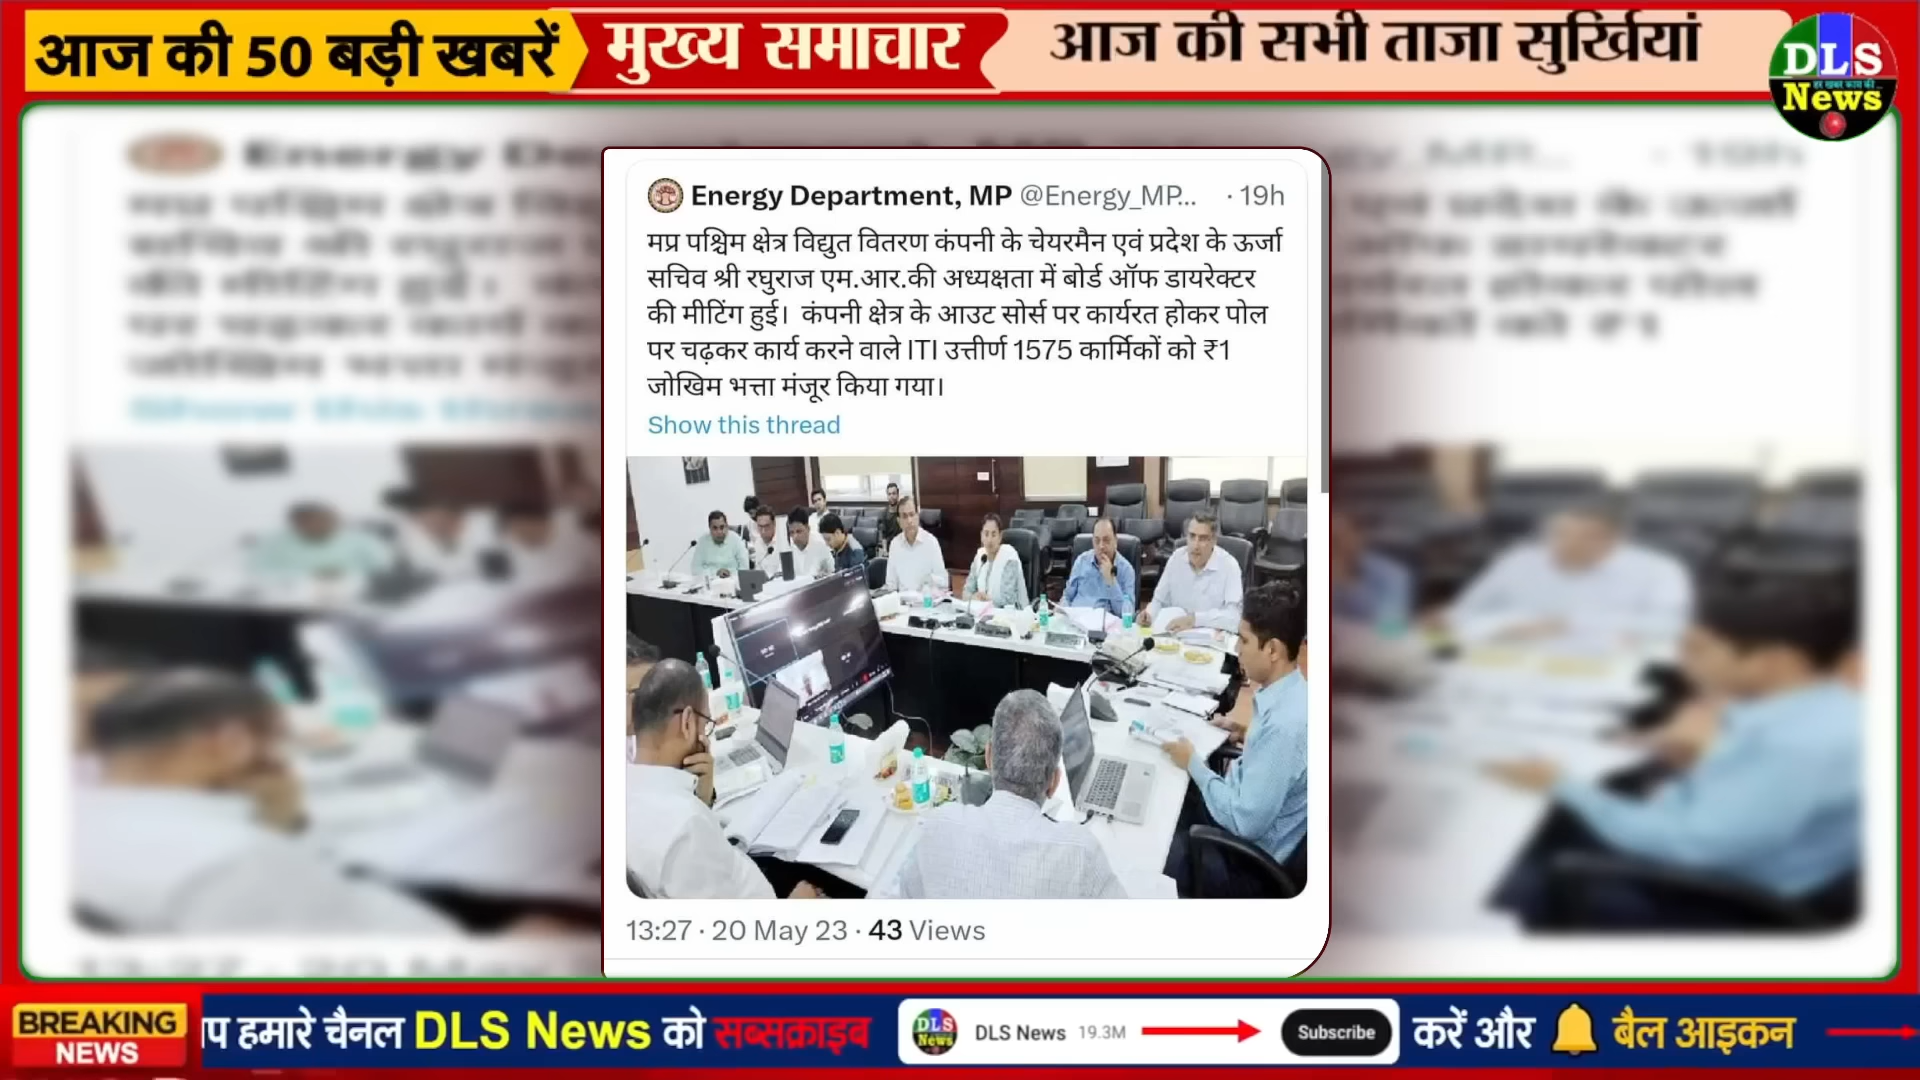 आज की 50 बड़ी खबरें
मुख्य समाचार
आज की सभी ताजा सुर्खियां
DLS
News
Energy Department, MP @Energy_MP... · 19h
मप्र पश्चिम क्षेत्र विद्युत वितरण कंपनी के चेयरमैन एवं प्रदेश के ऊर्जा
सचिव श्री रघुराज एम.आर.की अध्यक्षता में बोर्ड ऑफ डायरेक्टर
की मीटिंग हुई। कंपनी क्षेत्र के आउट सोर्स पर कार्यरत होकर पोल
पर चढ़कर कार्य करने वाले ITI उत्तीर्ण 1575 कार्मिकों को ₹1
जोखिम भत्ता मंजूर किया गया।
Show this thread
13:27 · 20 May 23 · 43 Views
BREAKING
NEWS
प हमारे चैनल DLS News को सब्सक्राइब
DLS
News
DLS News 19.3M
Subscribe
करें और
बैल आइकन